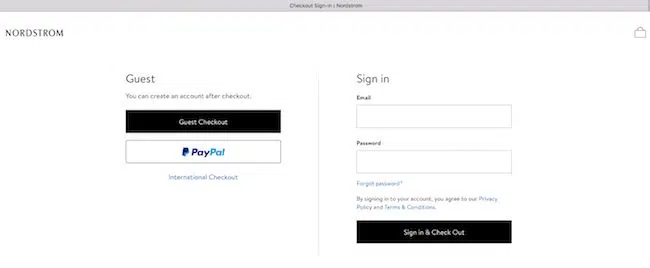 Checkout Sign-In | Nordstrom
NORDSTROM
Guest
You can create an account after checkout.
Guest Checkout
PayPal
International Checkout
Sign in
Email
Password
Forgot password?
By signing in to your account, you agree to our Privacy
Policy and Terms & Conditions.
Sign in & Check Out